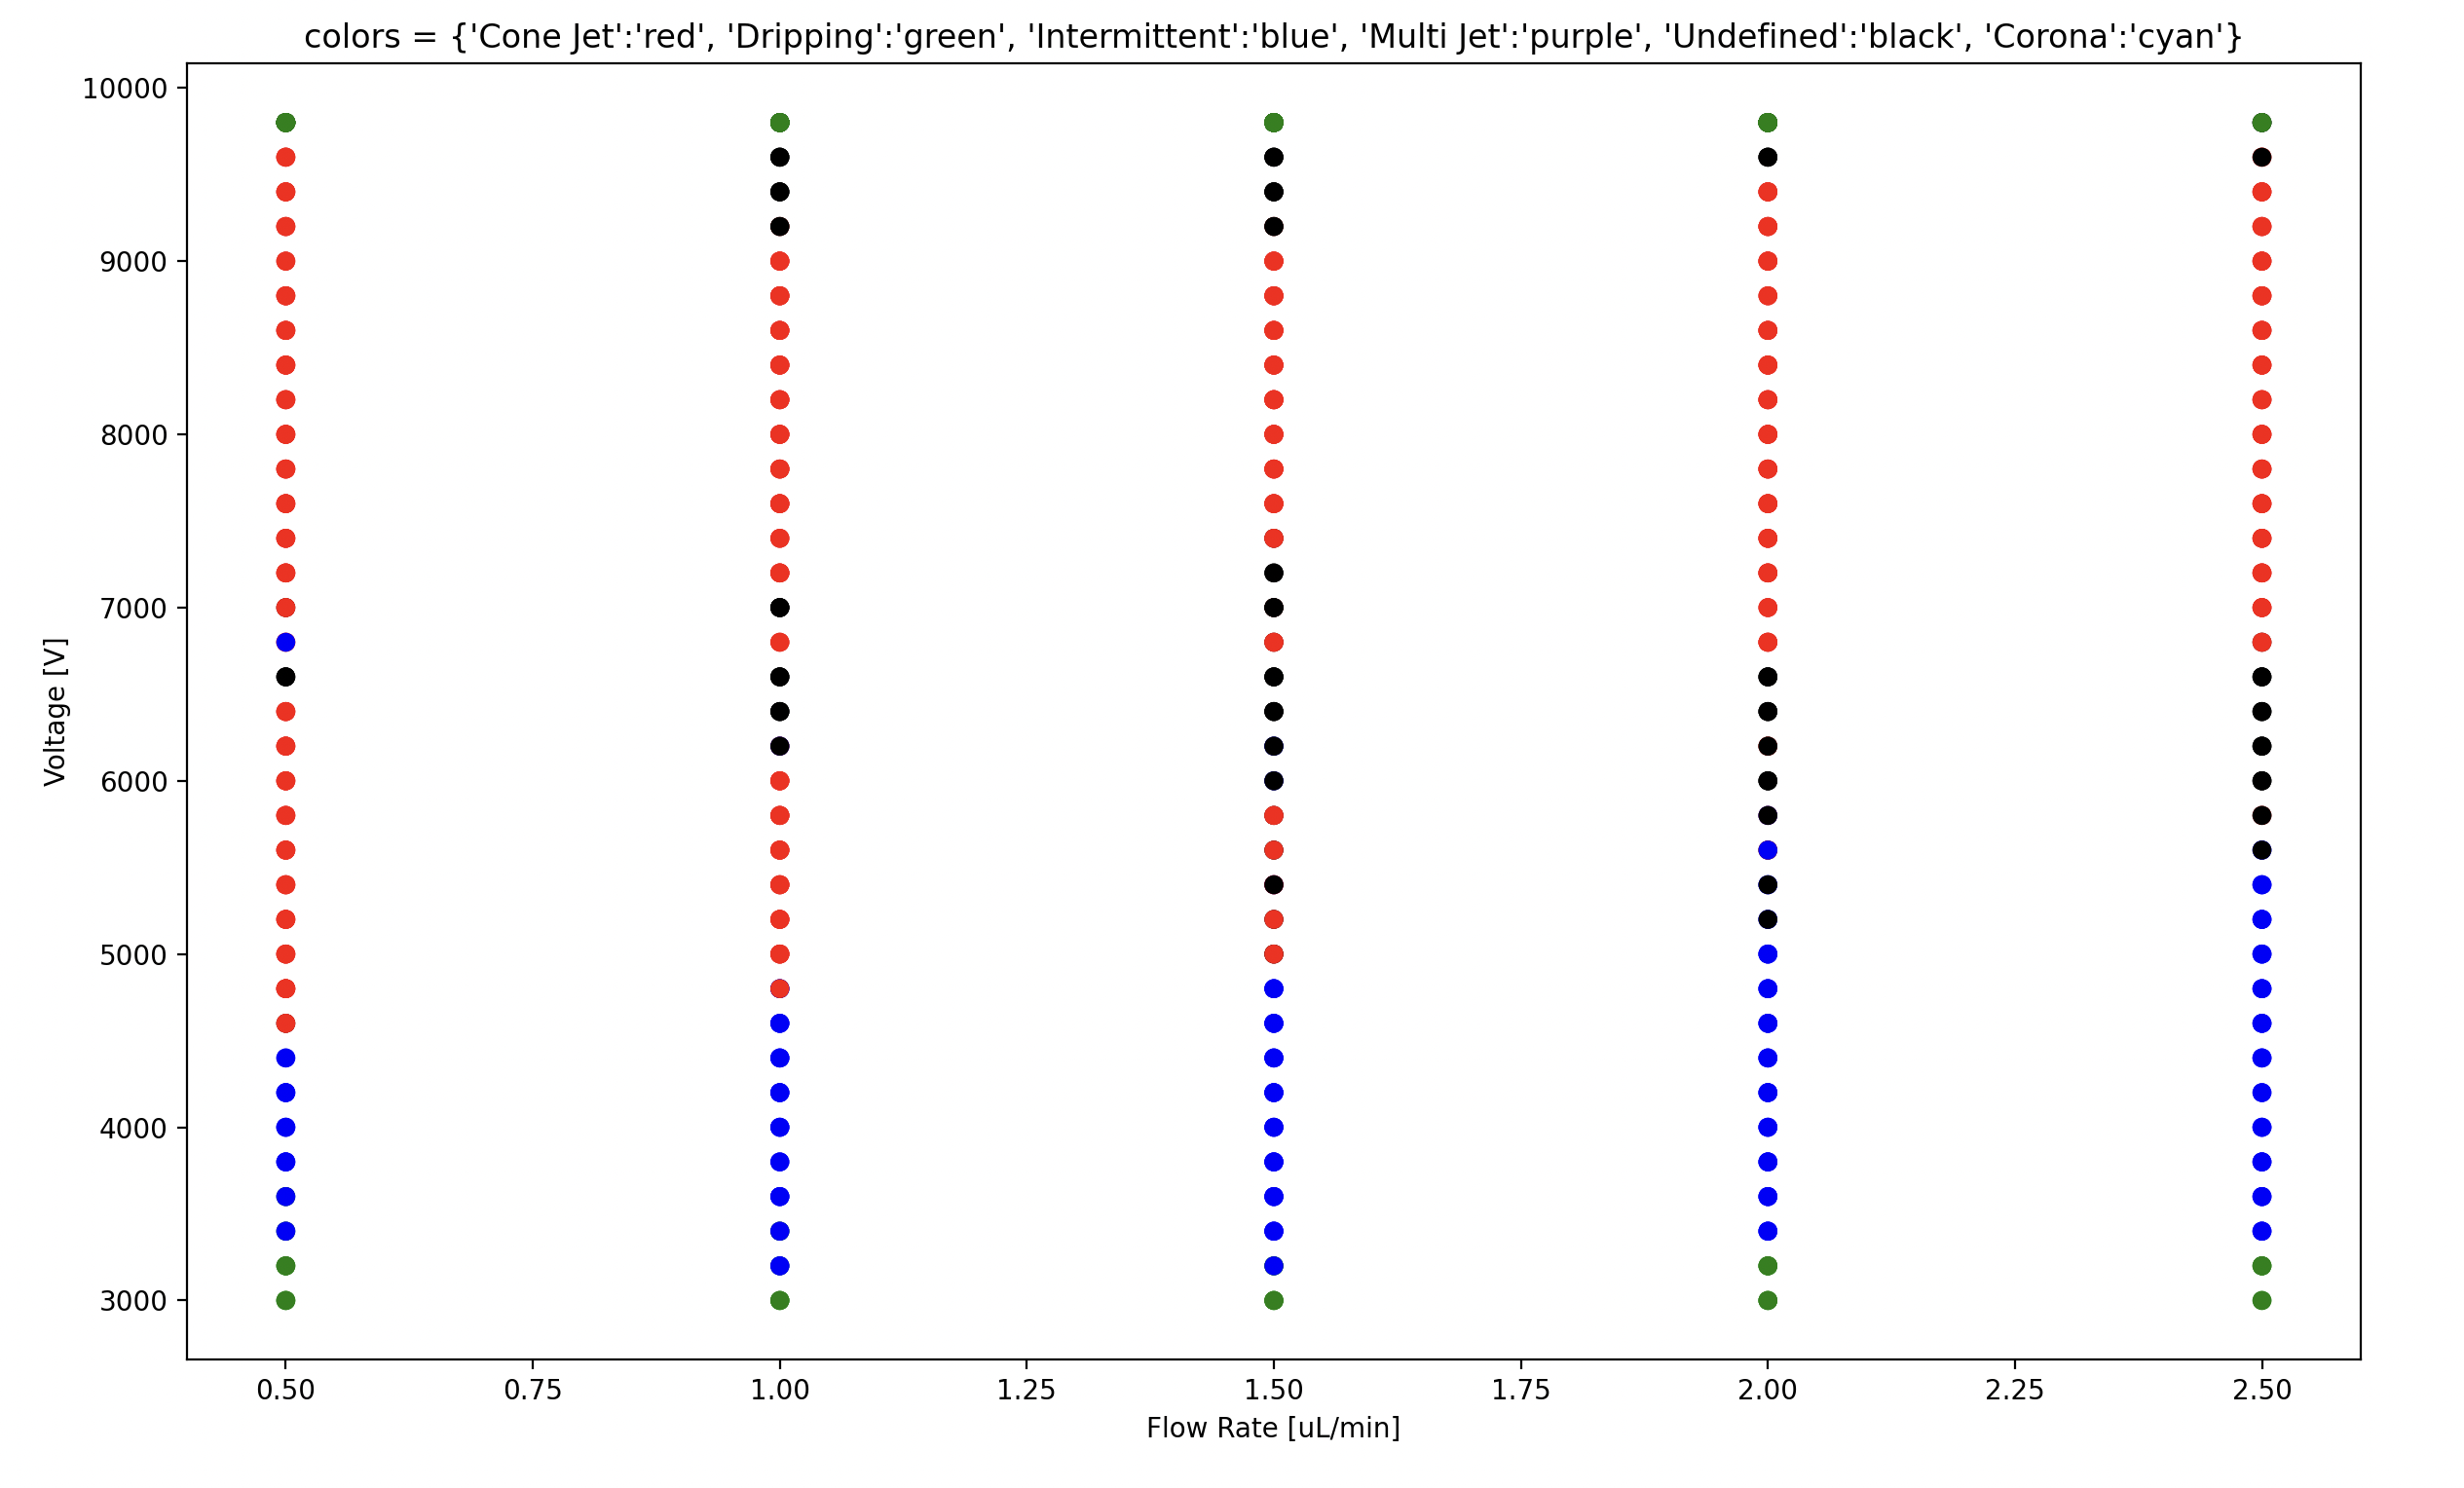 colors = {'Cone Jet':'red', 'Dripping':'green', 'Intermittent':'blue', 'Multi Jet':'purple', 'Undefined':'black', 'Corona':'cyan'}
10000
9000
8000
7000
6000
5000
4000
3000
Voltage [V]
0.50 0.75 1.00 1.25 1.50 1.75 2.00 2.25 2.50
Flow Rate [uL/min]